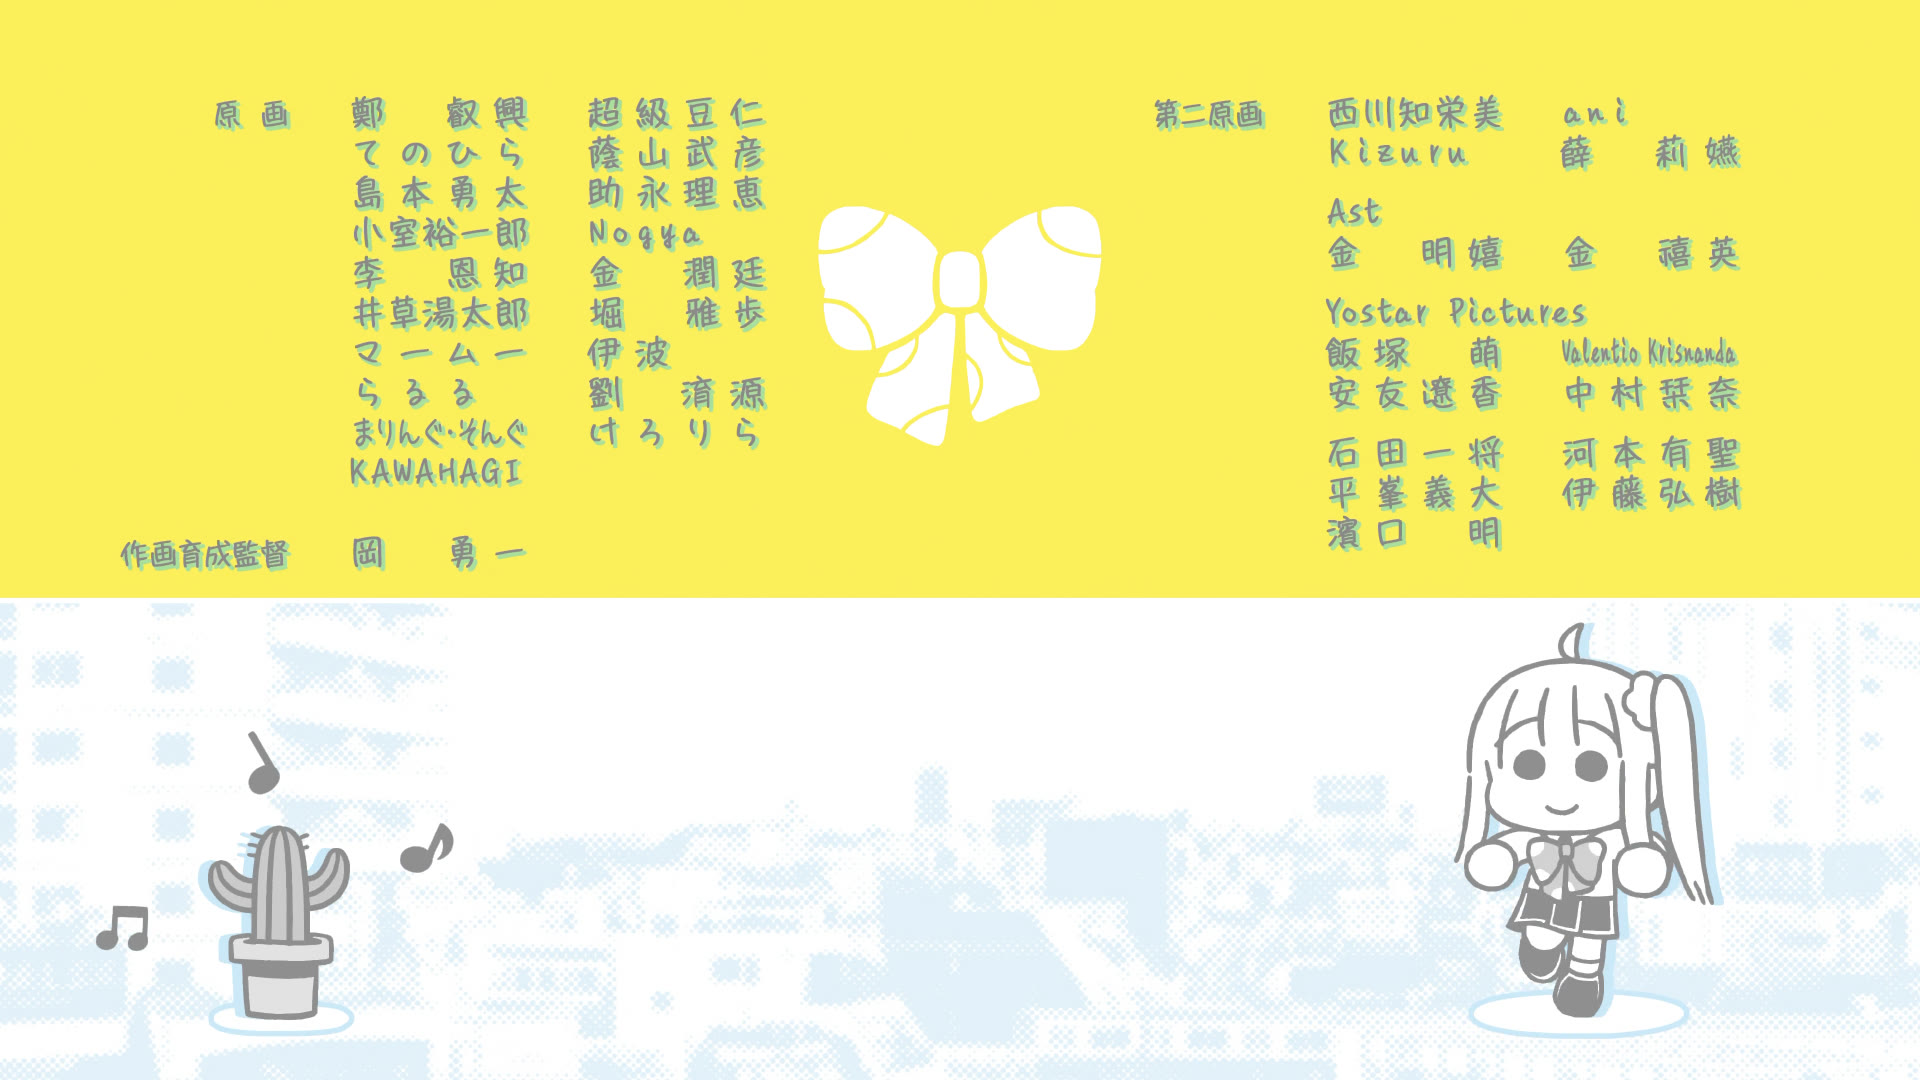 原画 鄭 叡興 超級豆仁
てのひら 蔭山武彦
島本勇太 助永理恵
小室裕一郎 Nogya
李 恩知 金 潤廷
井草湯太郎 堀 雅歩
マームー 伊波
らるる 劉 淯源
まりんぐ・そんぐ けろりら
KAWAHAGI
作画育成監督 岡 勇一
第二原画 西川知栄美 ani
Kizuru 薛 莉嬿
Ast
金 明嬉 金 禧英
Yostar Pictures
飯塚 萌 Valentio Krisnanda
安友遼香 中村栞奈
石田一将 河本有聖
平峯義大 伊藤弘樹
濱口 明